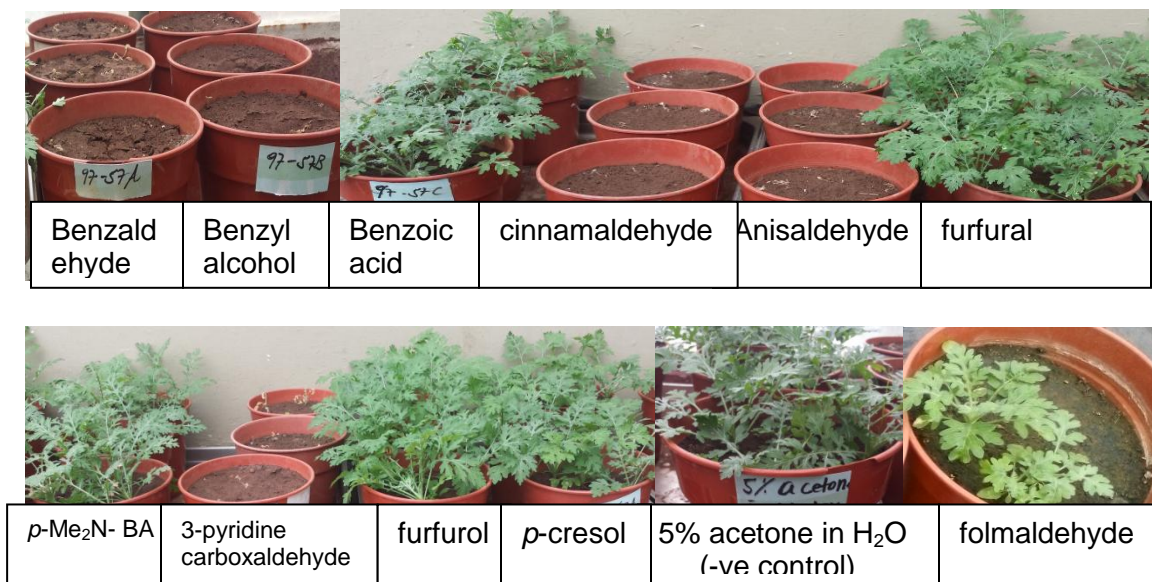 97-57A
97-57B
97-57C
Benzald
ehyde
Benzyl
alcohol
Benzoic
acid
cinnamaldehyde
Anisaldehyde
furfural
5% aceton
p-Me₂N- BA
3-pyridine
carboxaldehyde
furfurol
p-cresol
5% acetone in H₂O
(-ve control)
folmaldehyde